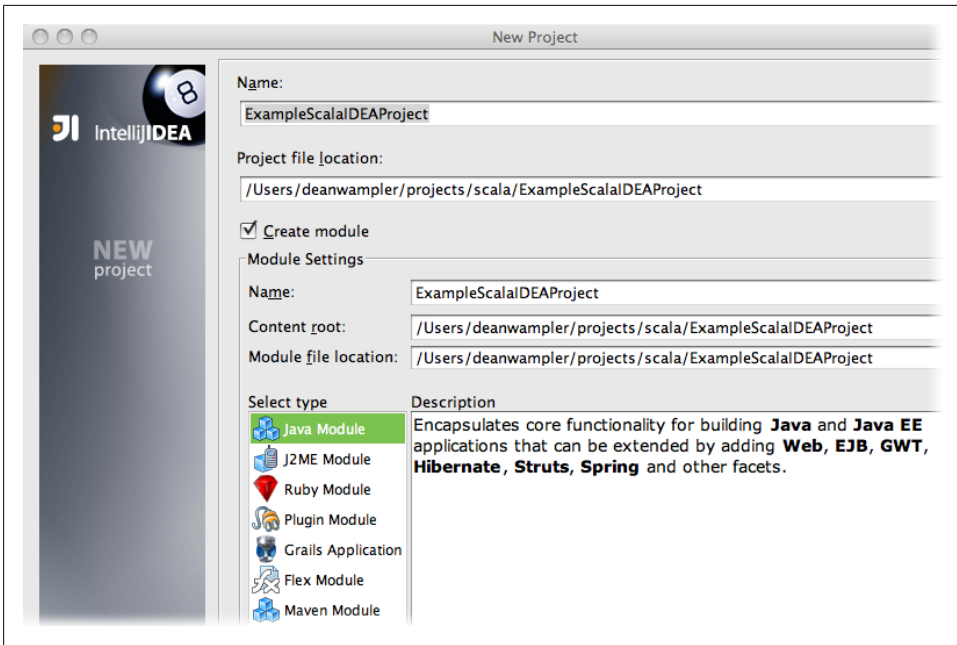 New Project
8
IntelliJIDEA
NEW
project
Name:
ExampleScalaIDEAProject
Project file location:
/Users/deanwampler/projects/scala/ExampleScalaIDEAProject
Create module
Module Settings
Name:
ExampleScalaIDEAProject
Content root:
/Users/deanwampler/projects/scala/ExampleScalaIDEAProject
Module file location:
/Users/deanwampler/projects/scala/ExampleScalaIDEAProject
Select type
Java Module
J2ME Module
Ruby Module
Plugin Module
Grails Application
Flex Module
Maven Module
Description
Encapsulates core functionality for building Java and Java EE
applications that can be extended by adding Web, EJB, GWT,
Hibernate, Struts, Spring and other facets.